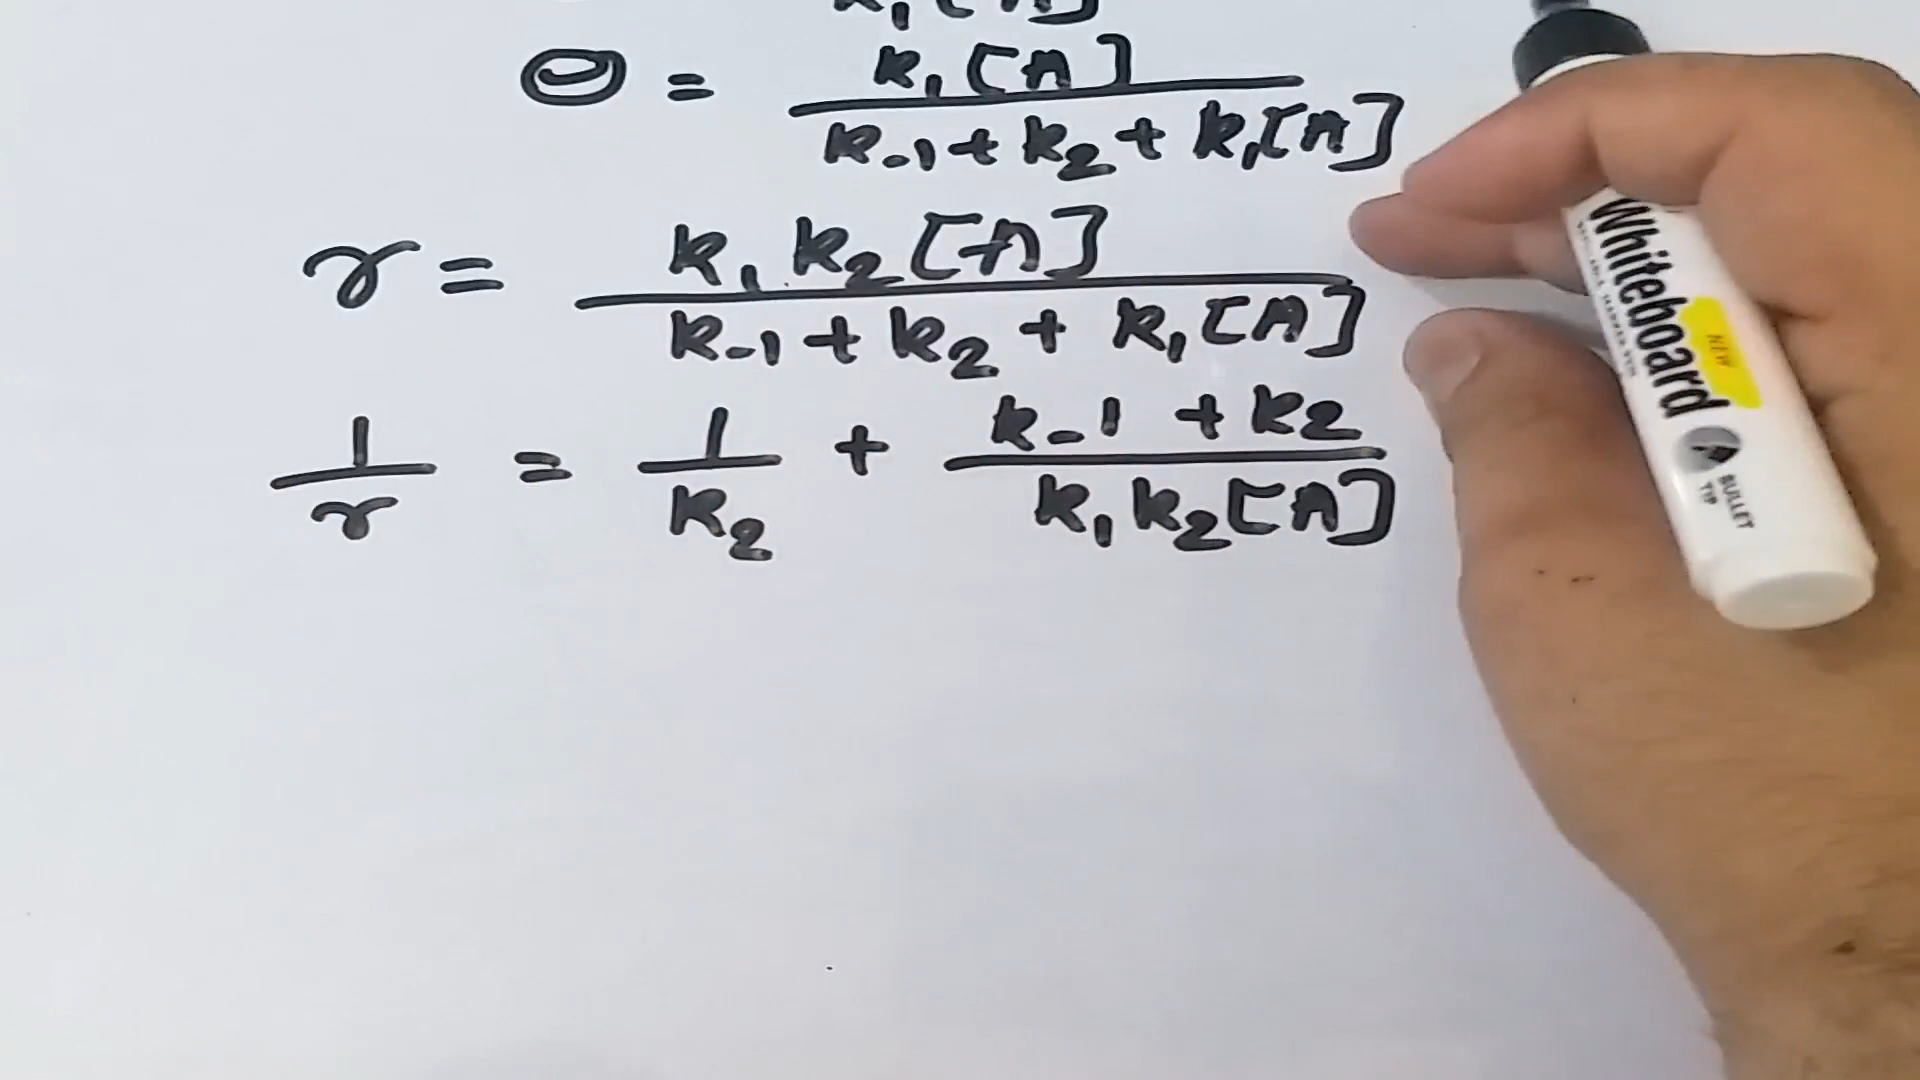 k₁[A]
θ = k₁[A] / k₋₁ + k₂ + k₁[A]
r = k₁ k₂ [A] / k₋₁ + k₂ + k₁[A]
1/r = 1/k₂ + k₋₁ + k₂ / k₁k₂[A]
Whiteboard
NEW
BULLET
TIP